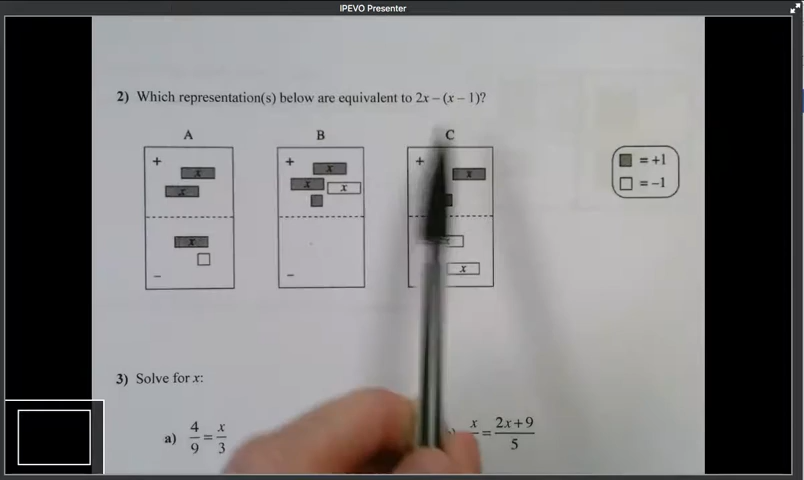 IPEVO Presenter
2) Which representation(s) below are equivalent to 2x – (x – 1)?
A B C
+ + +
x x x
x x x
= +1
= –1
x x
x
– –
3) Solve for x:
a) 4/9 = x/3
x = 2x + 9/5